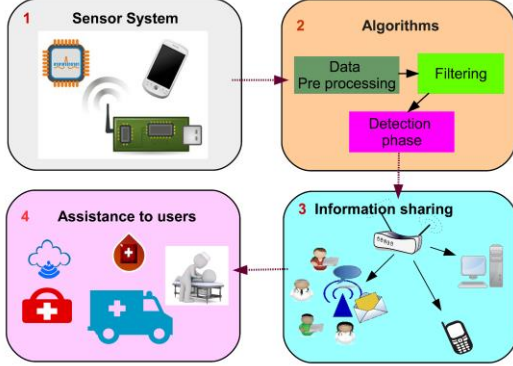 1 Sensor System
2 Algorithms
Data
Pre processing
Filtering
Detection
phase
3 Information sharing
4 Assistance to users